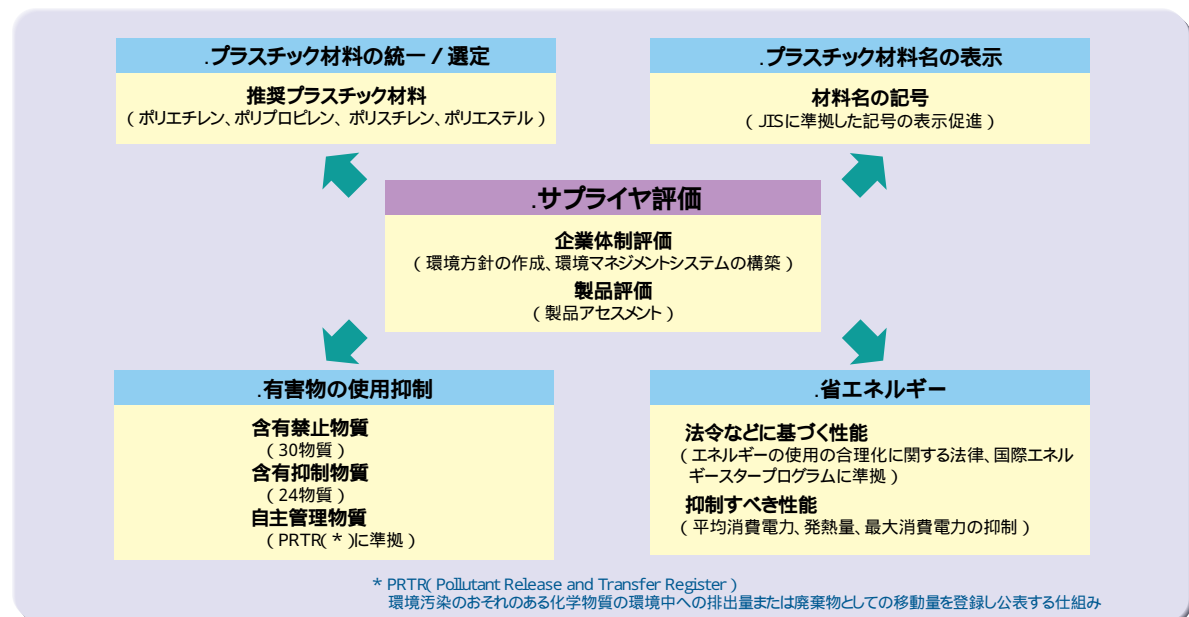 .プラスチック材料の統一 / 選定
推奨プラスチック材料
( ポリエチレン、ポリプロピレン、ポリスチレン、ポリエステル )
.プラスチック材料名の表示
材料名の記号
( JISに準拠した記号の表示促進 )
.サプライヤ評価
企業体制評価
( 環境方針の作成、環境マネジメントシステムの構築 )
製品評価
( 製品アセスメント )
.有害物の使用抑制
含有禁止物質
( 30物質 )
含有抑制物質
( 24物質 )
自主管理物質
( PRTR( * )に準拠 )
.省エネルギー
法令などに基づく性能
( エネルギーの使用の合理化に関する法律、国際エネル
ギースタープログラムに準拠 )
抑制すべき性能
( 平均消費電力、発熱量、最大消費電力の抑制 )
* PRTR( Pollutant Release and Transfer Register )
環境汚染のおそれのある化学物質の環境中への排出量または廃棄物としての移動量を登録し公表する仕組み